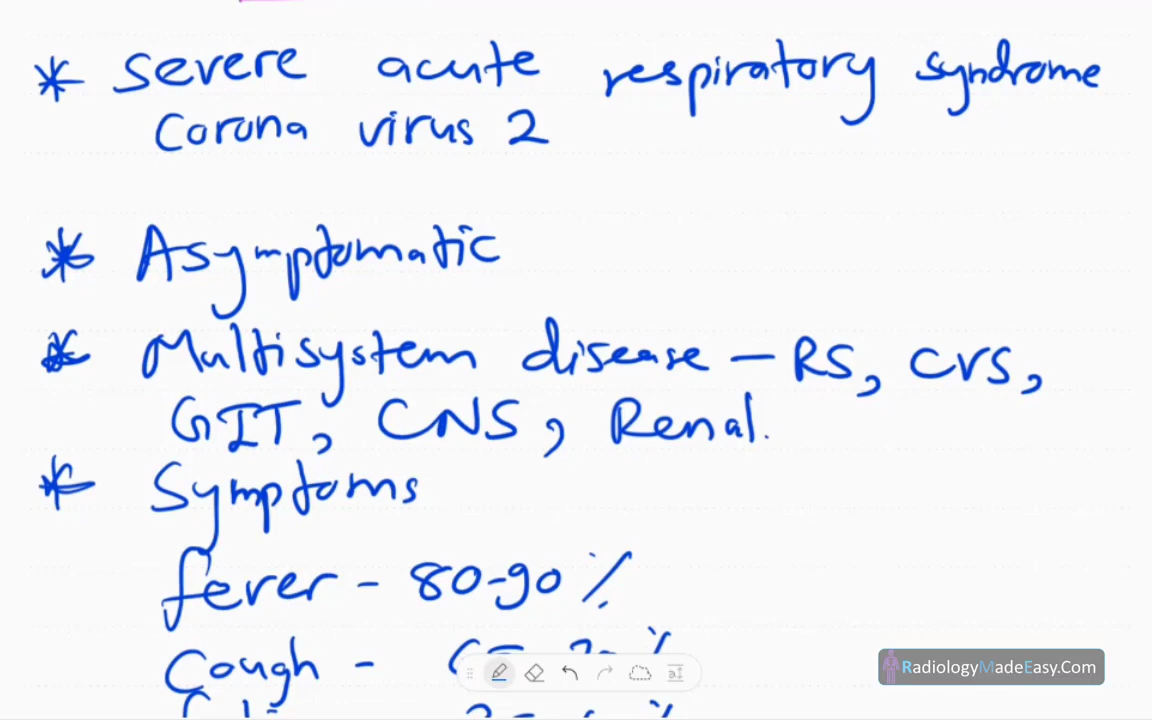 * Severe acute respiratory syndrome
Corona virus 2
* Asymptomatic
* Multisystem disease - RS, CVS,
GIT, CNS, Renal.
* Symptoms
fever - 80-90 %
Cough -
RadiologyMadeEasy.Com